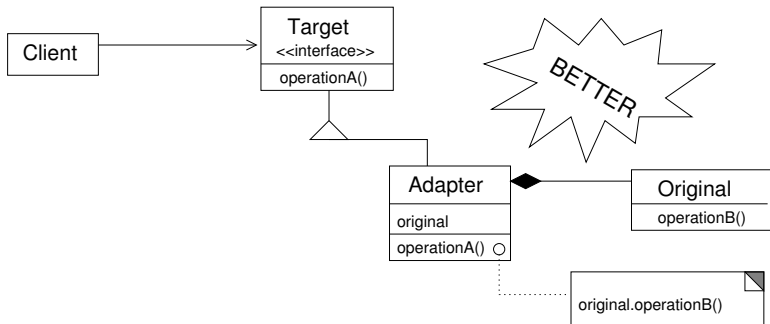 Client
Target
<<interface>>
operationA()
BETTER
Adapter
original
operationA()
Original
operationB()
original.operationB()